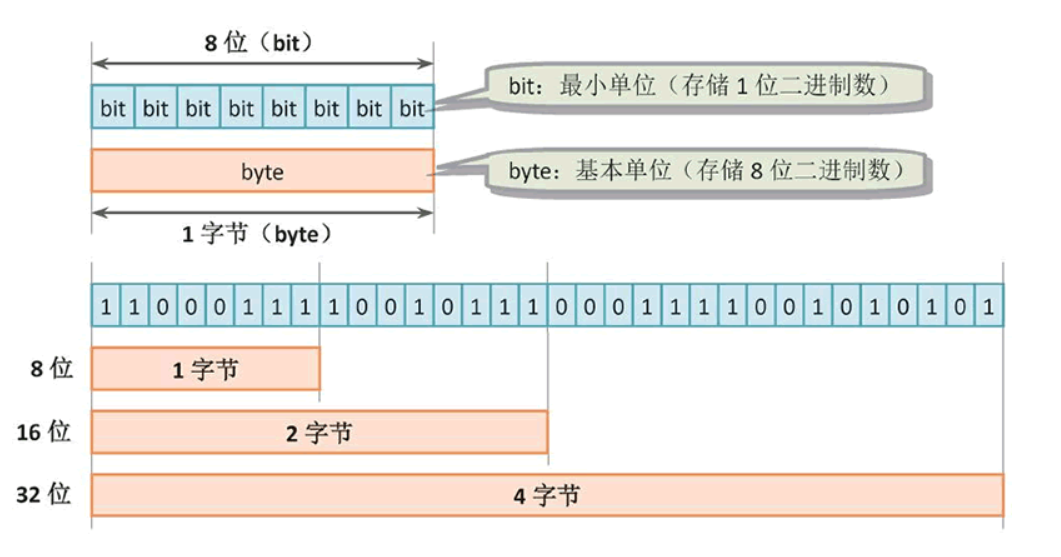 8 位（bit）
bit bit bit bit bit bit bit bit
bit：最小单位（存储 1 位二进制数）
byte
byte：基本单位（存储 8 位二进制数）
1 字节（byte）
1 1 0 0 0 1 1 1 1 0 0 1 0 1 1 1 0 0 0 1 1 1 1 0 0 1 0 1 0 1 0 1
8 位
1 字节
16 位
2 字节
32 位
4 字节